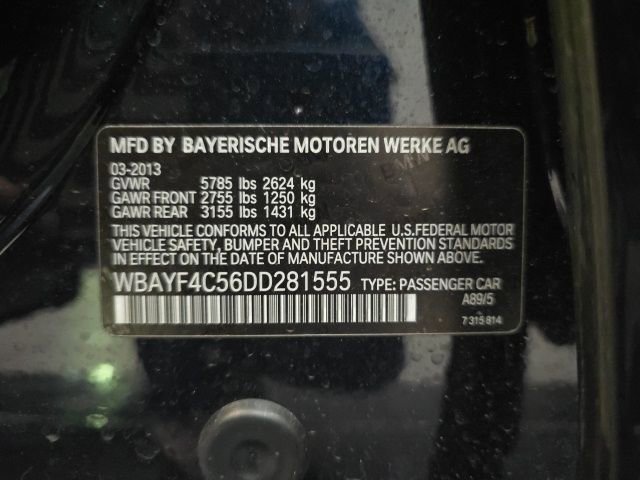 MFD BY BAYERISCHE MOTOREN WERKE AG
03-2013
GVWR 5785 lbs 2624 kg
GAWR FRONT 2755 lbs 1250 kg
GAWR REAR 3155 lbs 1431 kg
THIS VEHICLE CONFORMS TO ALL APPLICABLE U.S.FEDERAL MOTOR
VEHICLE SAFETY, BUMPER AND THEFT PREVENTION STANDARDS
IN EFFECT ON THE DATE OF MANUFACTURE SHOWN ABOVE.
WBAYF4C56DD281555 TYPE: PASSENGER CAR
A89/5
7 315 814